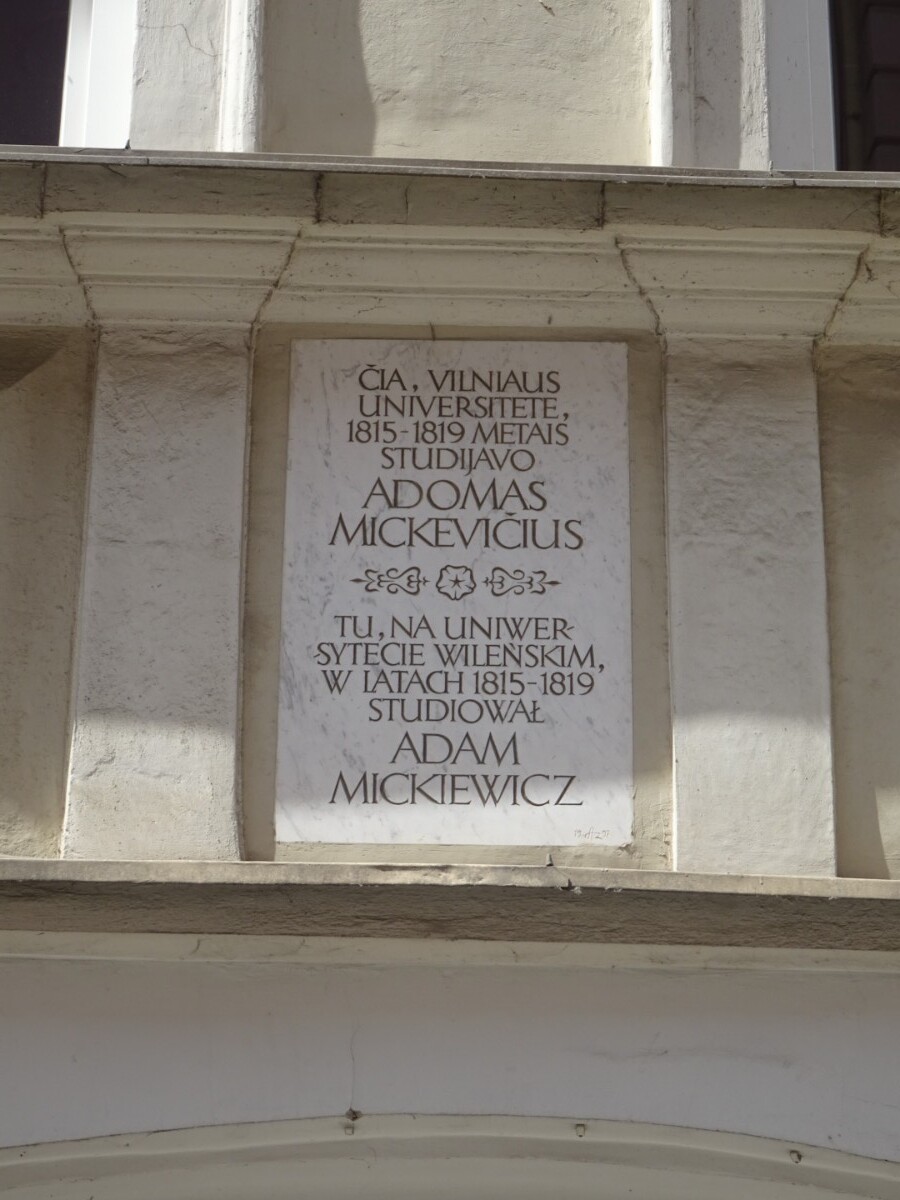 ČIA, VILNIAUS
UNIVERSITETE,
1815-1819 METAIS
STUDIJAVO
ADOMAS
MICKEVIČIUS
TU, NA UNIWER-
SYTECIE WILEŃSKIM,
W LATACH 1815-1819
STUDIOWAŁ
ADAM
MICKIEWICZ